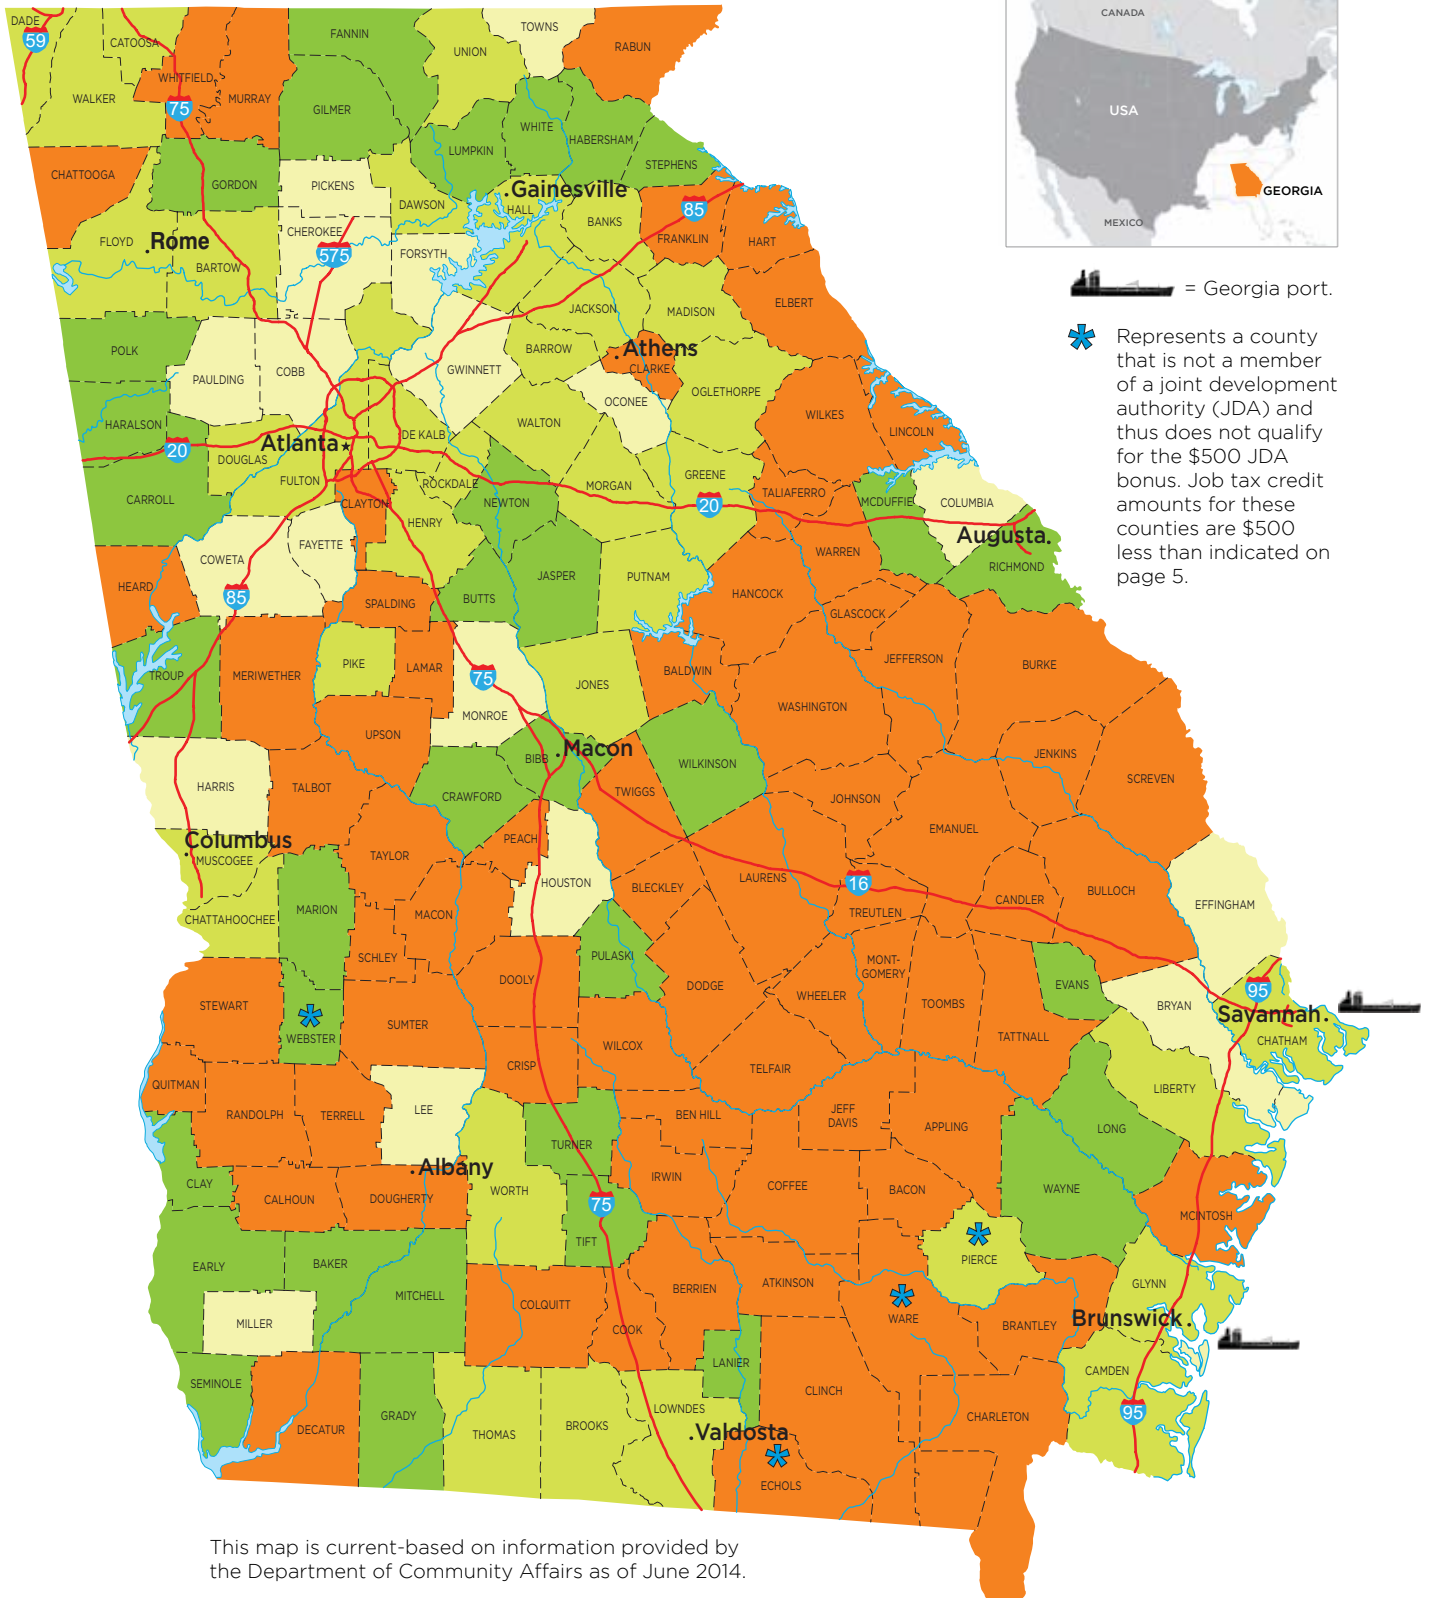 DADE
59
CATOOSA
FANNIN
UNION
TOWNS
RABUN
WALKER
WHITFIELD
75
MURRAY
GILMER
WHITE
HABERSHAM
LUMPKIN
STEPHENS
CHATTOOGA
GORDON
PICKENS
DAWSON
Gainesville
HALL
BANKS
85
FRANKLIN
HART
FLOYD
Rome
BARTOW
CHEROKEE
575
FORSYTH
JACKSON
MADISON
ELBERT
POLK
PAULDING
COBB
GWINNETT
BARROW
Athens
CLARKE
OCONEE
OGLETHORPE
WILKES
LINCOLN
HARALSON
20
Atlanta
DE KALB
WALTON
DOUGLAS
CARROLL
FULTON
CLAYTON
ROCKDALE
HENRY
NEWTON
MORGAN
GREENE
20
TALIAFERRO
MCDUFFIE
COLUMBIA
Augusta
RICHMOND
WARREN
COWETA
FAYETTE
HEARD
85
SPALDING
BUTTS
JASPER
PUTNAM
HANCOCK
GLASCOCK
JEFFERSON
BURKE
TROUP
MERIWETHER
PIKE
LAMAR
75
MONROE
JONES
BALDWIN
WASHINGTON
UPSON
BIBB
Macon
WILKINSON
JENKINS
SCREVEN
HARRIS
TALBOT
CRAWFORD
TWIGGS
JOHNSON
EMANUEL
Columbus
MUSCOGEE
TAYLOR
PEACH
HOUSTON
BLECKLEY
LAURENS
16
TREUTLEN
CANDLER
BULLOCH
EFFINGHAM
CHATTAHOOCHEE
MARION
MACON
SCHLEY
DOOLY
PULASKI
DODGE
WHEELER
MONT-
GOMERY
TOOMBS
EVANS
BRYAN
95
Savannah
CHATHAM
STEWART
WEBSTER
SUMTER
CRISP
WILCOX
TELFAIR
TATTNALL
LIBERTY
QUITMAN
RANDOLPH
TERRELL
LEE
TURNER
BEN HILL
JEFF
DAVIS
APPLING
LONG
Albany
CLAY
CALHOUN
DOUGHERTY
WORTH
75
TIFT
IRWIN
COFFEE
BACON
WAYNE
MCINTOSH
PIERCE
EARLY
BAKER
MITCHELL
COLQUITT
BERRIEN
ATKINSON
WARE
GLYNN
Brunswick
BRANTLEY
MILLER
COOK
LANIER
CLINCH
CAMDEN
95
SEMINOLE
DECATUR
GRADY
THOMAS
BROOKS
LOWNDES
Valdosta
ECHOLS
CHARLETON
CANADA
USA
GEORGIA
MEXICO
= Georgia port.
* Represents a county
that is not a member
of a joint development
authority (JDA) and
thus does not qualify
for the $500 JDA
bonus. Job tax credit
amounts for these
counties are $500
less than indicated on
page 5.
This map is current-based on information provided by
the Department of Community Affairs as of June 2014.